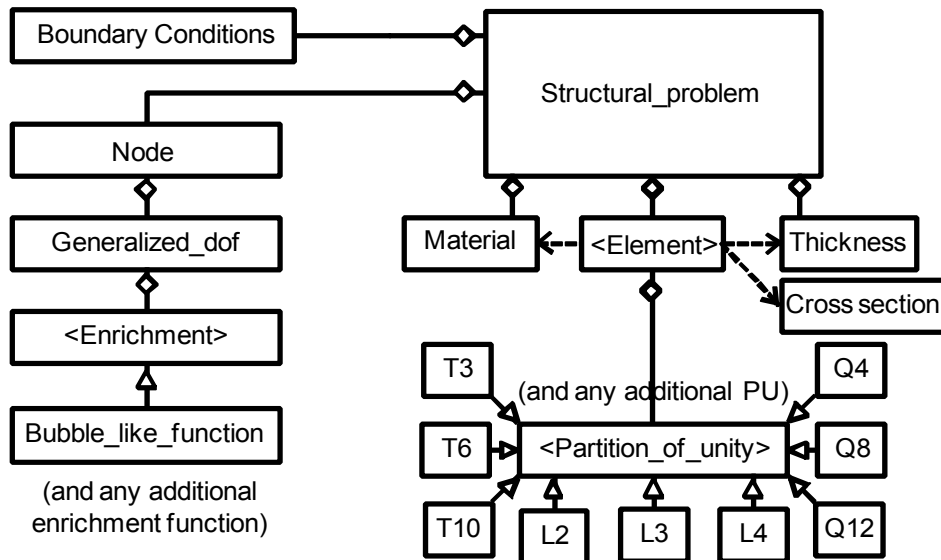 Boundary Conditions
Structural_problem
Node
Generalized_dof
Material
<Element>
Thickness
Cross section
<Enrichment>
T3
(and any additional PU)
Q4
Bubble_like_function
T6
<Partition_of_unity>
Q8
(and any additional
enrichment function)
T10
L2
L3
L4
Q12